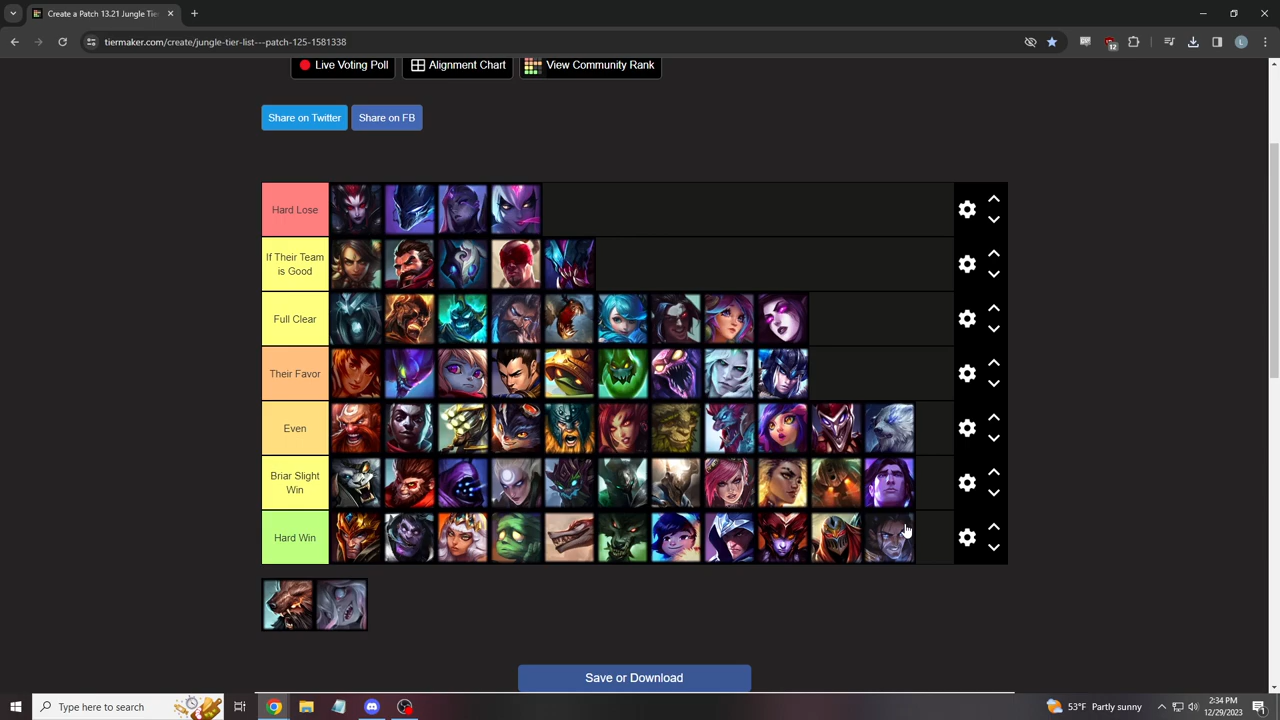 Create a Patch 13.21 Jungle Tie
tiermaker.com/create/jungle-tier-list---patch-125-1581338
12
L
Live Voting Poll
Alignment Chart
View Community Rank
Share on Twitter
Share on FB
Hard Lose
If Their Team
is Good
Full Clear
Their Favor
Even
Briar Slight
Win
Hard Win
Save or Download
Type here to search
53°F Partly sunny
2:34 PM
12/29/2023
1